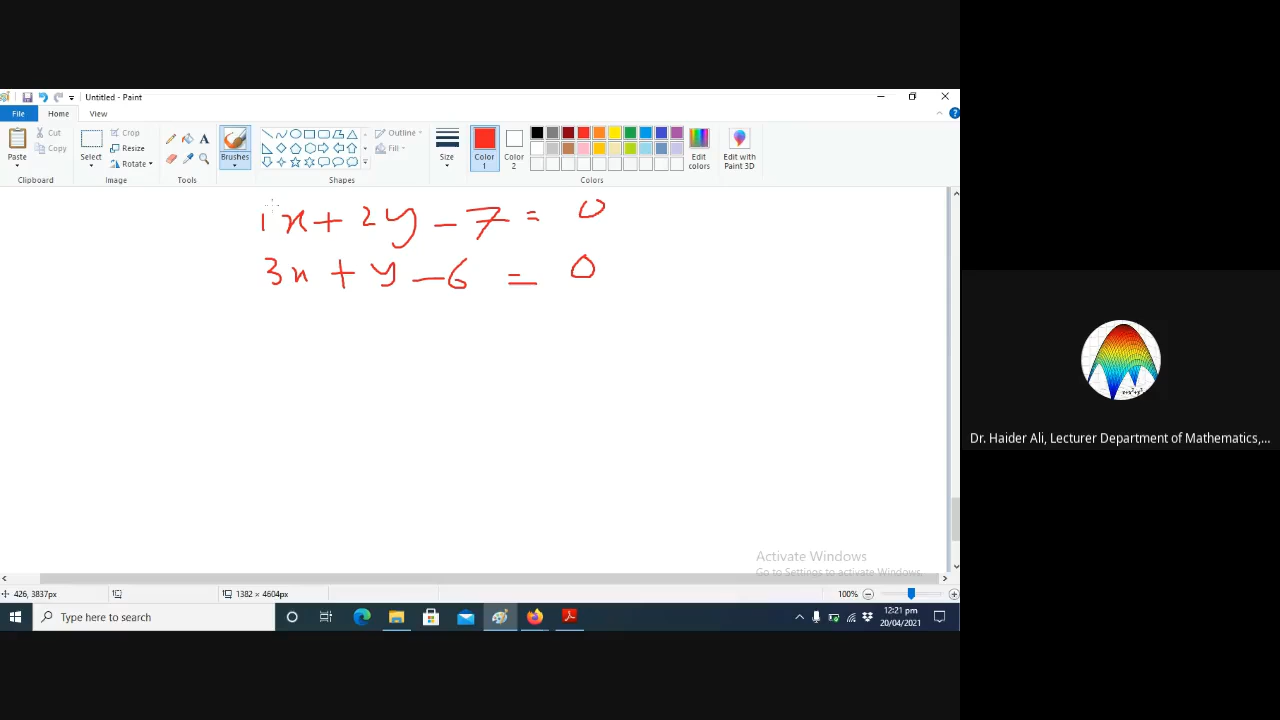 Untitled - Paint
File Home View
Paste Cut Copy
Clipboard
Select Crop Resize Rotate
Image
Tools
Brushes
Shapes
Outline
Fill
Size
Color 1
Color 2
Colors
Edit colors
Edit with Paint 3D
1x + 2y - 7 = 0
3x + y - 6 = 0
Dr. Haider Ali, Lecturer Department of Mathematics,...
Activate Windows
Go to Settings to activate Windows.
426, 3837px
1382 × 4604px
100%
Type here to search
12:21 pm
20/04/2021